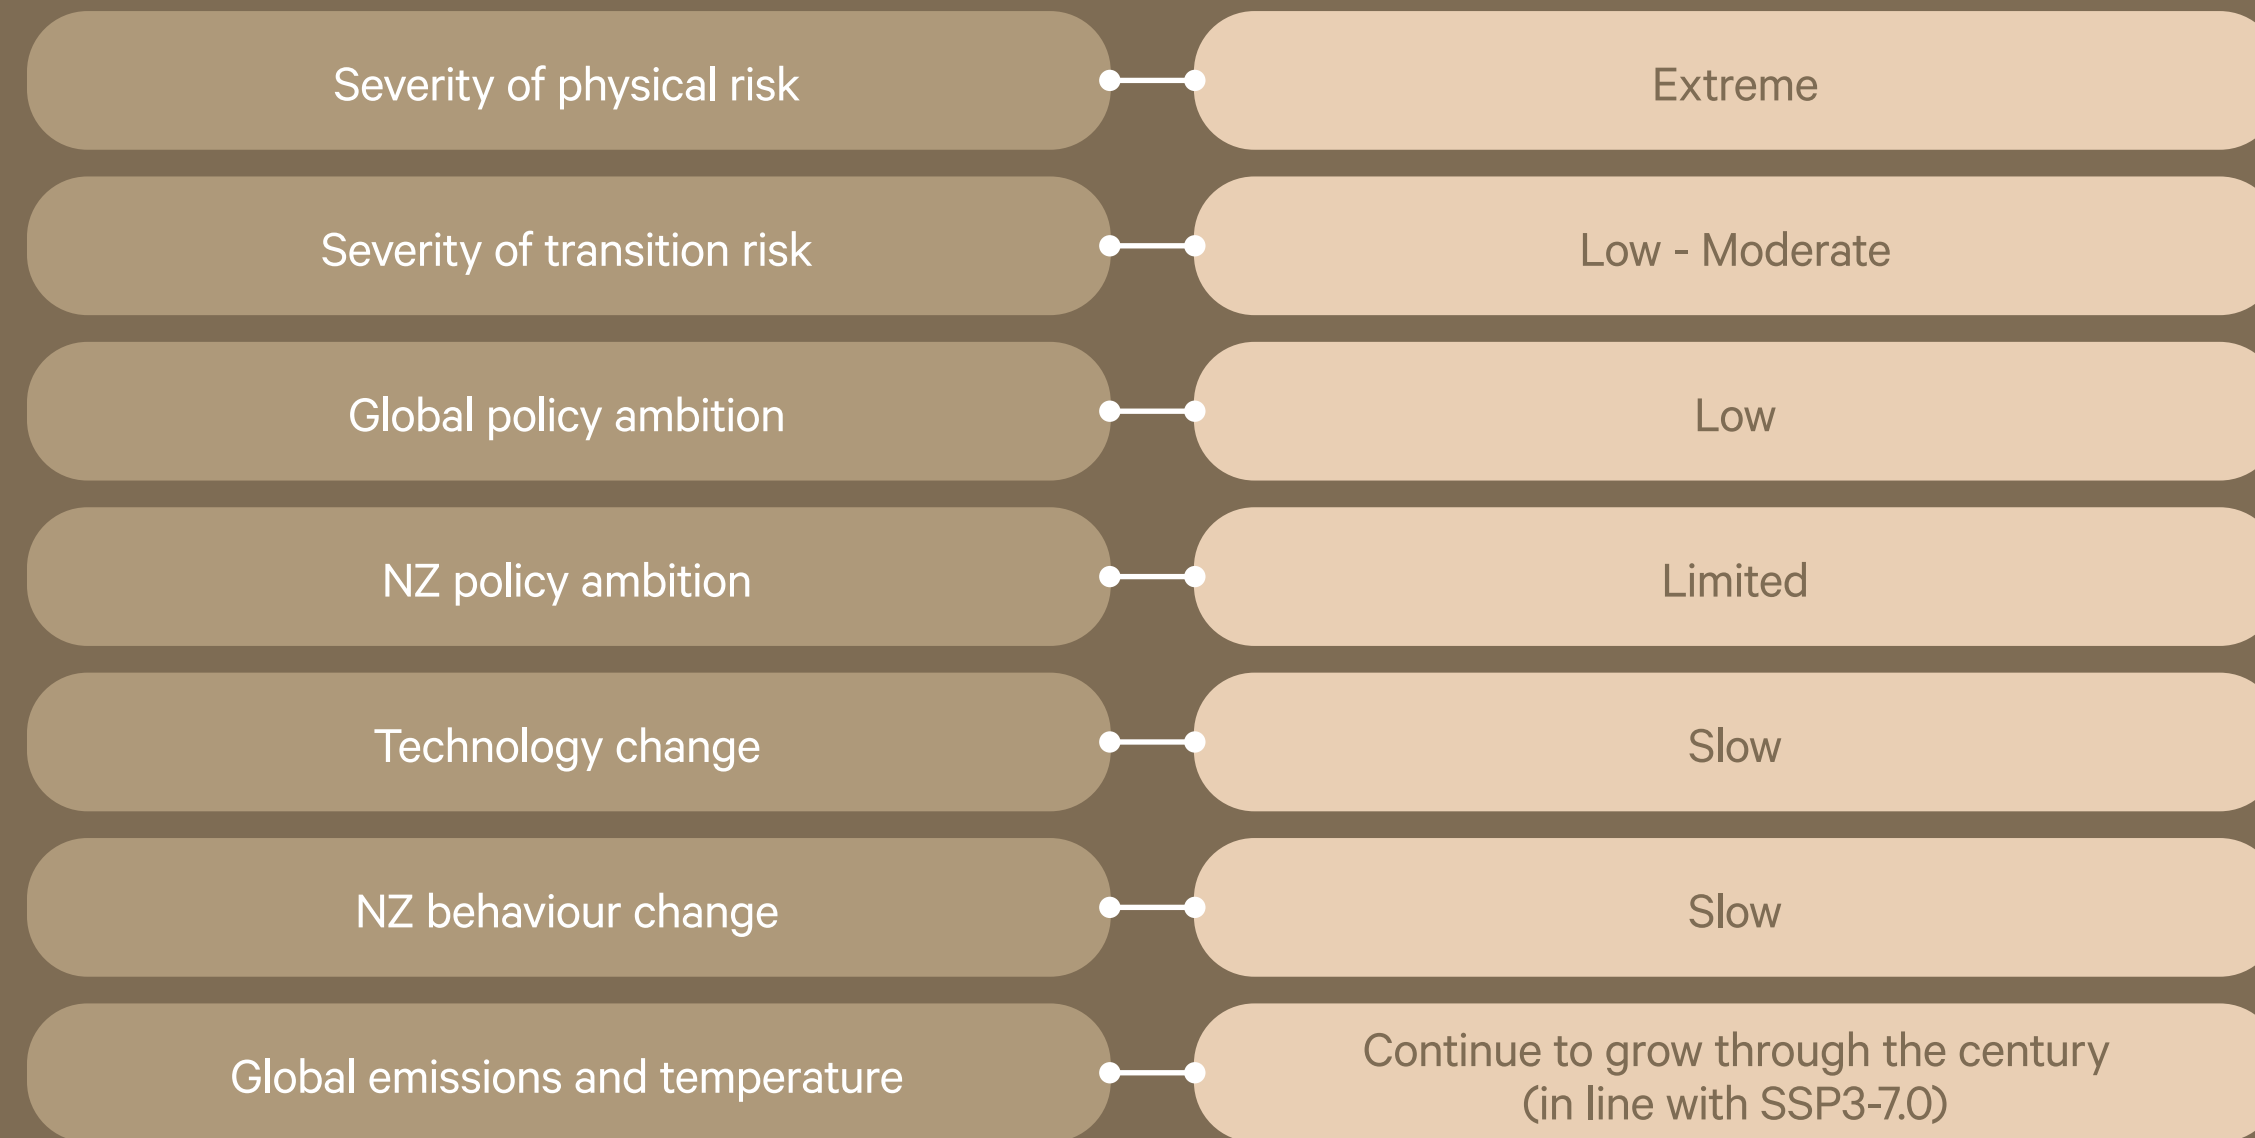 Severity of physical risk
Extreme
Severity of transition risk
Low - Moderate
Global policy ambition
Low
NZ policy ambition
Limited
Technology change
Slow
NZ behaviour change
Slow
Global emissions and temperature
Continue to grow through the century
(in line with SSP3-7.0)